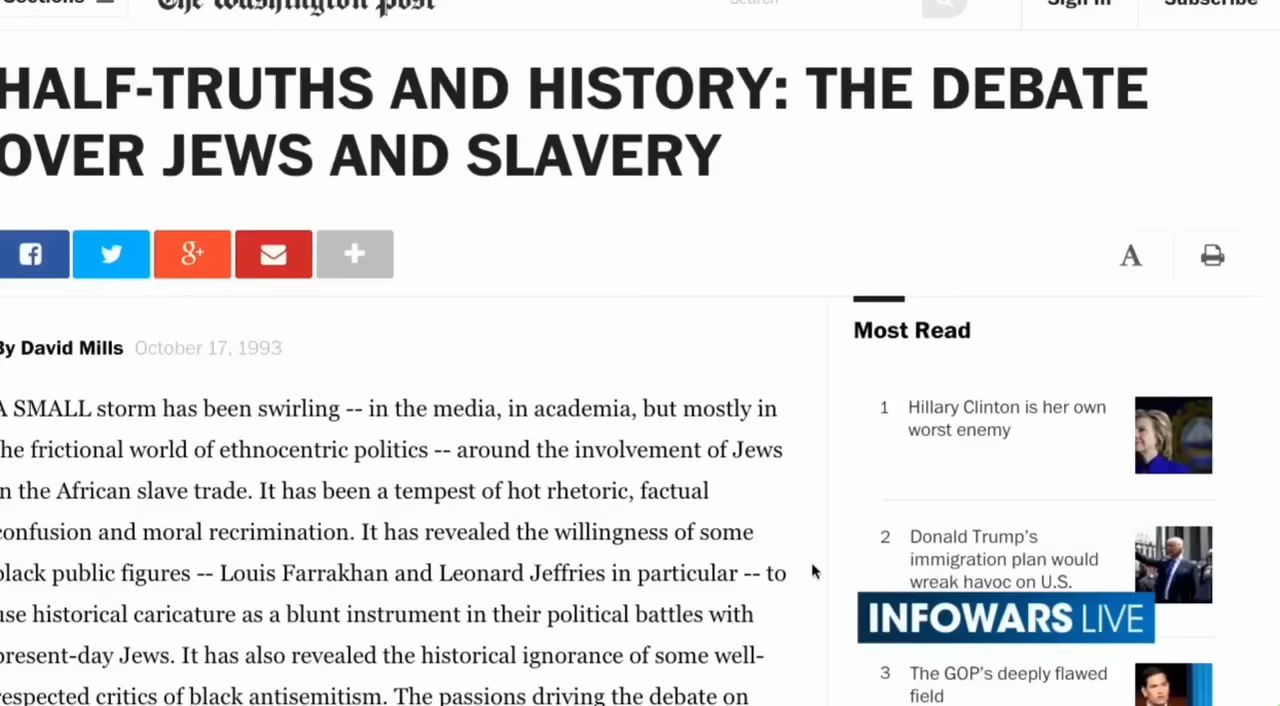 Sections
The Washington Post
Search
Sign In
Subscribe
HALF-TRUTHS AND HISTORY: THE DEBATE
OVER JEWS AND SLAVERY
g+
A
By David Mills October 17, 1993
A SMALL storm has been swirling -- in the media, in academia, but mostly in
the frictional world of ethnocentric politics -- around the involvement of Jews
in the African slave trade. It has been a tempest of hot rhetoric, factual
confusion and moral recrimination. It has revealed the willingness of some
black public figures -- Louis Farrakhan and Leonard Jeffries in particular -- to
use historical caricature as a blunt instrument in their political battles with
present-day Jews. It has also revealed the historical ignorance of some well-
respected critics of black antisemitism. The passions driving the debate on
Most Read
1 Hillary Clinton is her own
worst enemy
2 Donald Trump’s
immigration plan would
wreak havoc on U.S.
INFOWARS LIVE
3 The GOP’s deeply flawed
field